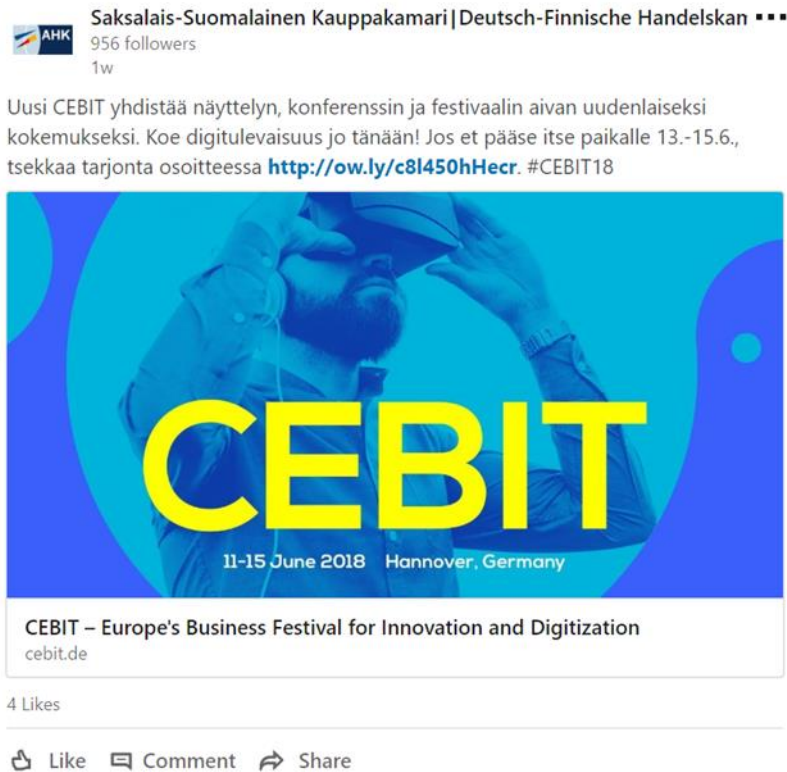 AHK
Saksalais-Suomalainen Kauppakamari|Deutsch-Finnische Handelskan
956 followers
1w
Uusi CEBIT yhdistää näyttelyn, konferenssin ja festivaalin aivan uudenlaiseksi
kokemukseksi. Koe digitulevaisuus jo tänään! Jos et pääse itse paikalle 13.-15.6.,
tsekkaa tarjonta osoitteessa http://ow.ly/c8l450hHecr. #CEBIT18
CEBIT
11-15 June 2018 Hannover, Germany
CEBIT – Europe's Business Festival for Innovation and Digitization
cebit.de
4 Likes
Like Comment Share